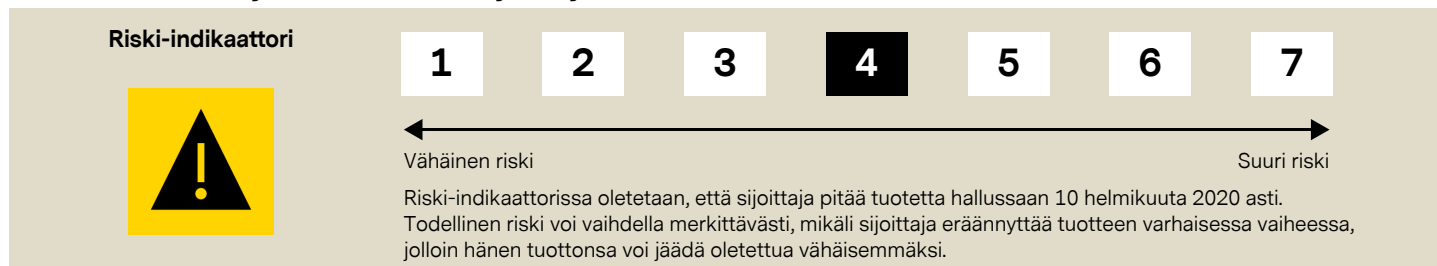 Riski-indikaattori
1 2 3 4 5 6 7
Vähäinen riski Suuri riski
Riski-indikaattorissa oletetaan, että sijoittaja pitää tuotetta hallussaan 10 helmikuuta 2020 asti.
Todellinen riski voi vaihdella merkittävästi, mikäli sijoittaja eräännyttää tuotteen varhaisessa vaiheessa,
jolloin hänen tuottonsa voi jäädä oletettua vähäisemmäksi.